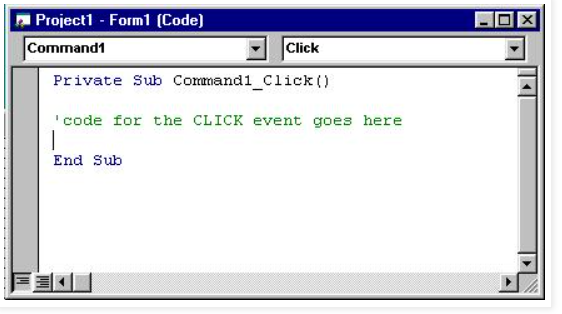 Project1 - Form1 (Code)
Command1 Click
Private Sub Command1_Click()
'code for the CLICK event goes here
End Sub